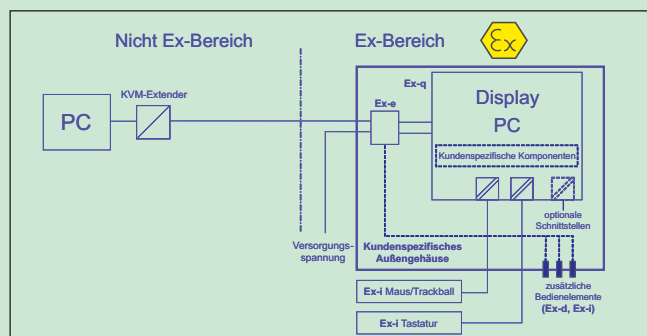 Nicht Ex-Bereich
Ex-Bereich
Ex
KVM-Extender
PC
Ex-q
Ex-e
Display
PC
Kundenspezifische Komponenten
optionale
Schnittstellen
Versorgungs-
spannung
Kundenspezifisches
Außengehäuse
zusätzliche
Bedienelemente
(Ex-d, Ex-i)
Ex-i Maus/Trackball
Ex-i Tastatur